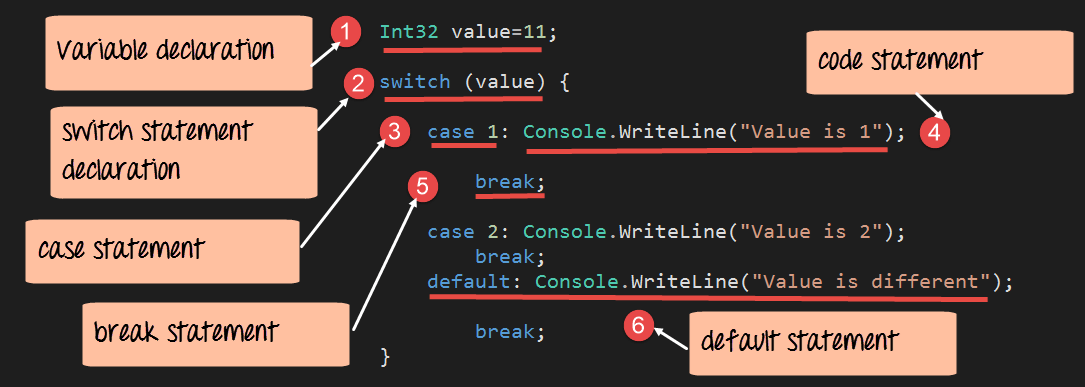 Variable declaration
1
Int32 value=11;
code statement
2
switch (value) {
switch statement
declaration
3
case 1: Console.WriteLine("Value is 1");
4
5
break;
case statement
case 2: Console.WriteLine("Value is 2");
break;
default: Console.WriteLine("Value is different");
break statement
break;
6
default statement
}